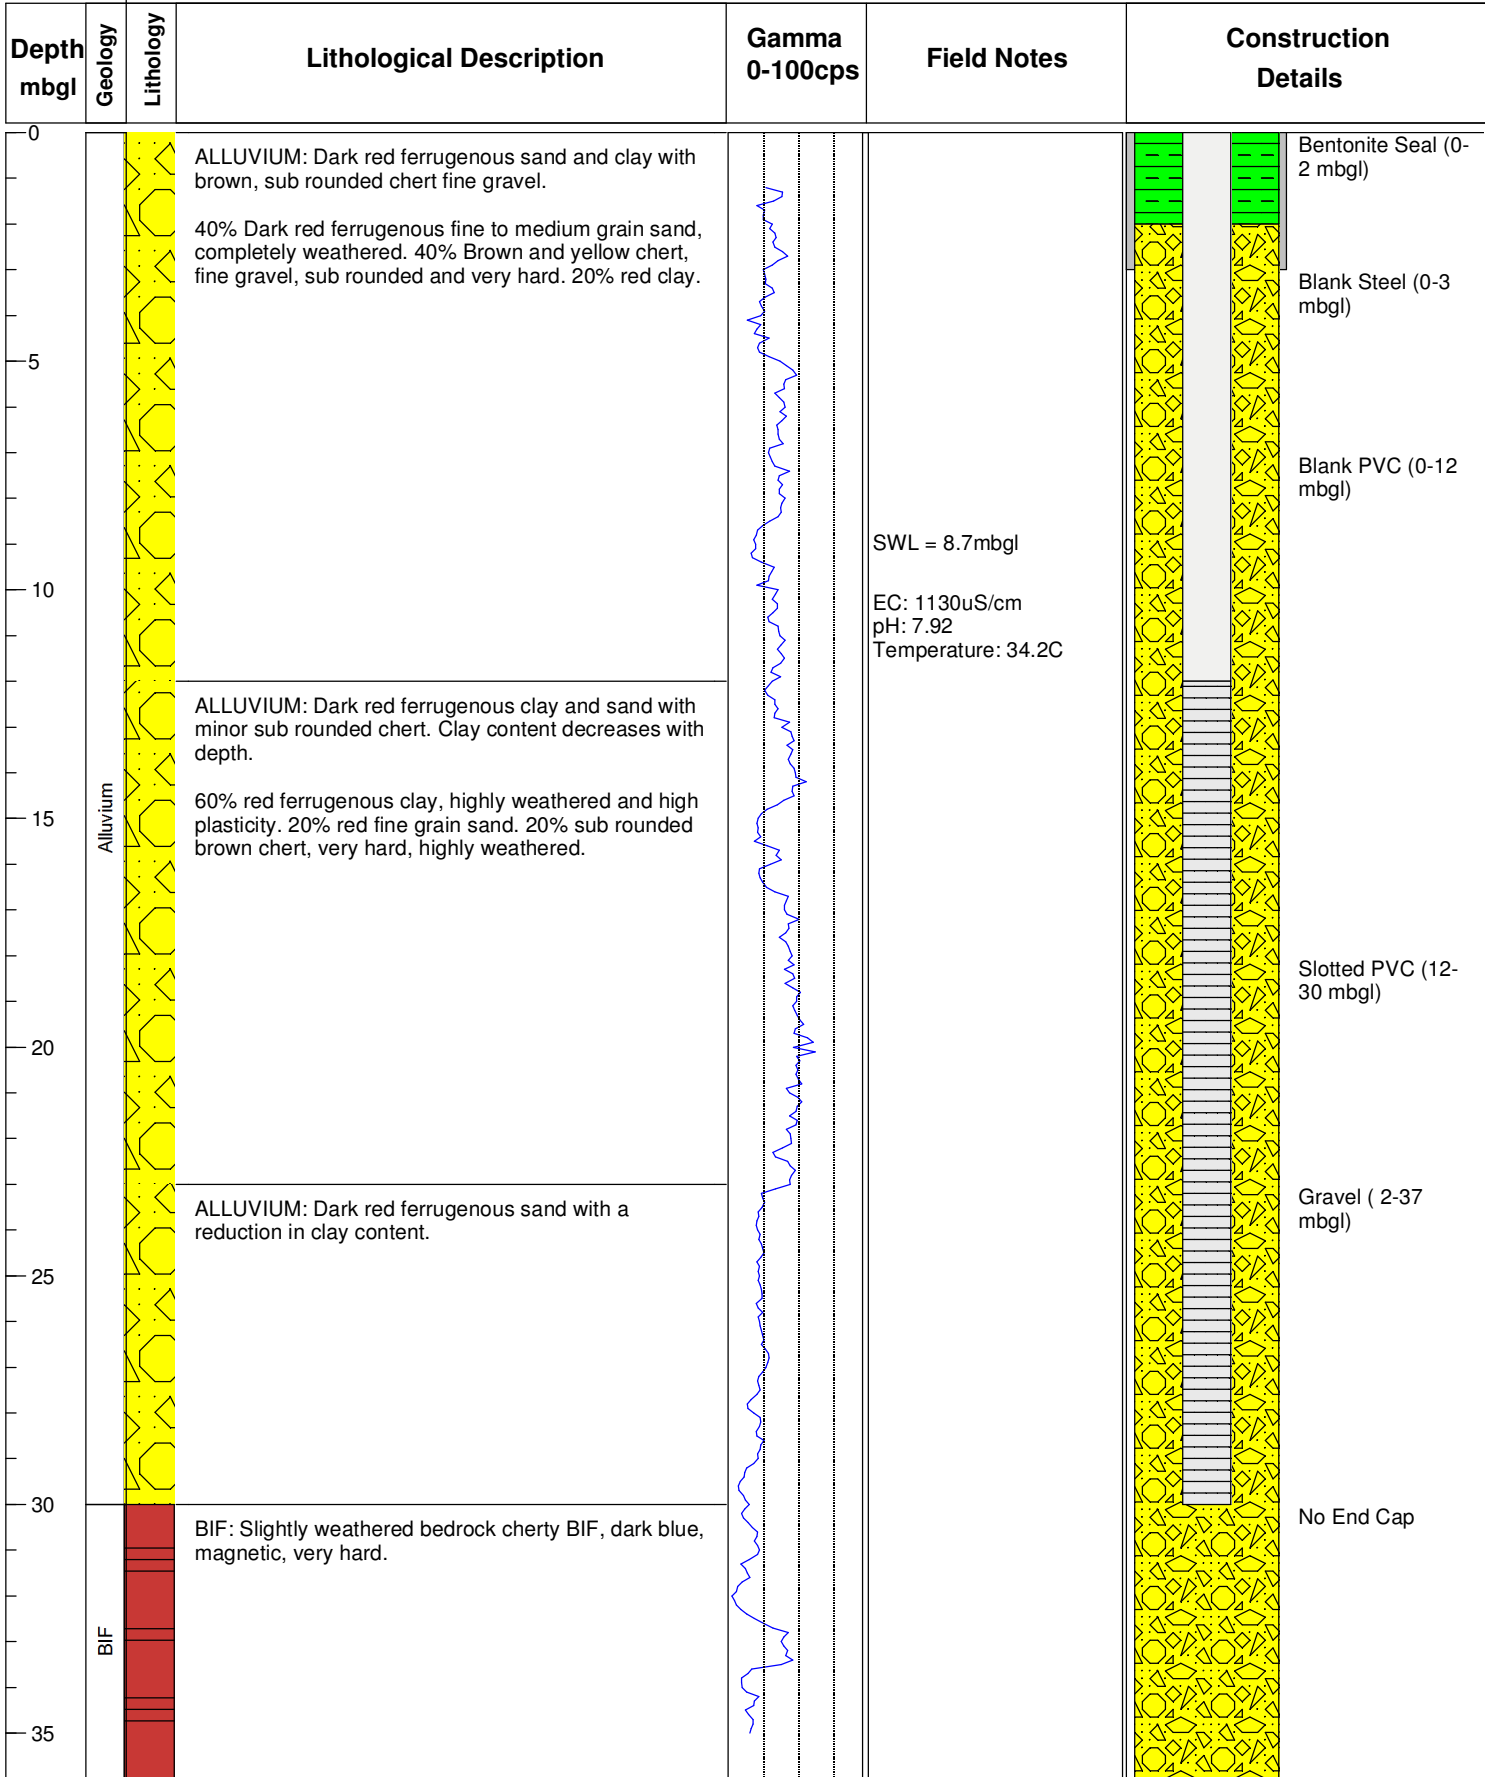 Depth
mbgl
Geology
Lithology
Lithological Description
Gamma
0-100cps
Field Notes
Construction
Details
0
ALLUVIUM: Dark red ferrugenous sand and clay with
brown, sub rounded chert fine gravel.
40% Dark red ferrugenous fine to medium grain sand,
completely weathered. 40% Brown and yellow chert,
fine gravel, sub rounded and very hard. 20% red clay.
Bentonite Seal (0-
2 mbgl)
Blank Steel (0-3
mbgl)
5
Blank PVC (0-12
mbgl)
SWL = 8.7mbgl
10
EC: 1130uS/cm
pH: 7.92
Temperature: 34.2C
ALLUVIUM: Dark red ferrugenous clay and sand with
minor sub rounded chert. Clay content decreases with
depth.
60% red ferrugenous clay, highly weathered and high
plasticity. 20% red fine grain sand. 20% sub rounded
brown chert, very hard, highly weathered.
Alluvium
15
Slotted PVC (12-
30 mbgl)
20
ALLUVIUM: Dark red ferrugenous sand with a
reduction in clay content.
Gravel ( 2-37
mbgl)
25
30
No End Cap
BIF: Slightly weathered bedrock cherty BIF, dark blue,
magnetic, very hard.
BIF
35